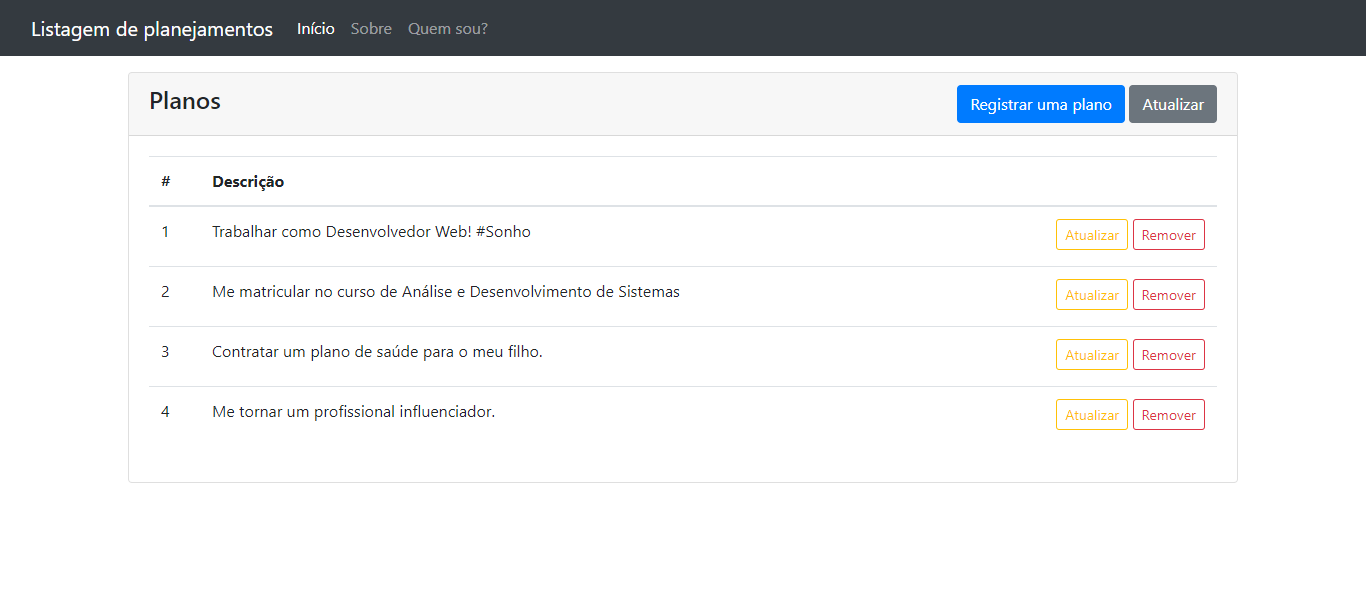 Listagem de planejamentos Início Sobre Quem sou?
Planos Registrar uma plano Atualizar
# Descrição
1 Trabalhar como Desenvolvedor Web! #Sonho Atualizar Remover
2 Me matricular no curso de Análise e Desenvolvimento de Sistemas Atualizar Remover
3 Contratar um plano de saúde para o meu filho. Atualizar Remover
4 Me tornar um profissional influenciador. Atualizar Remover